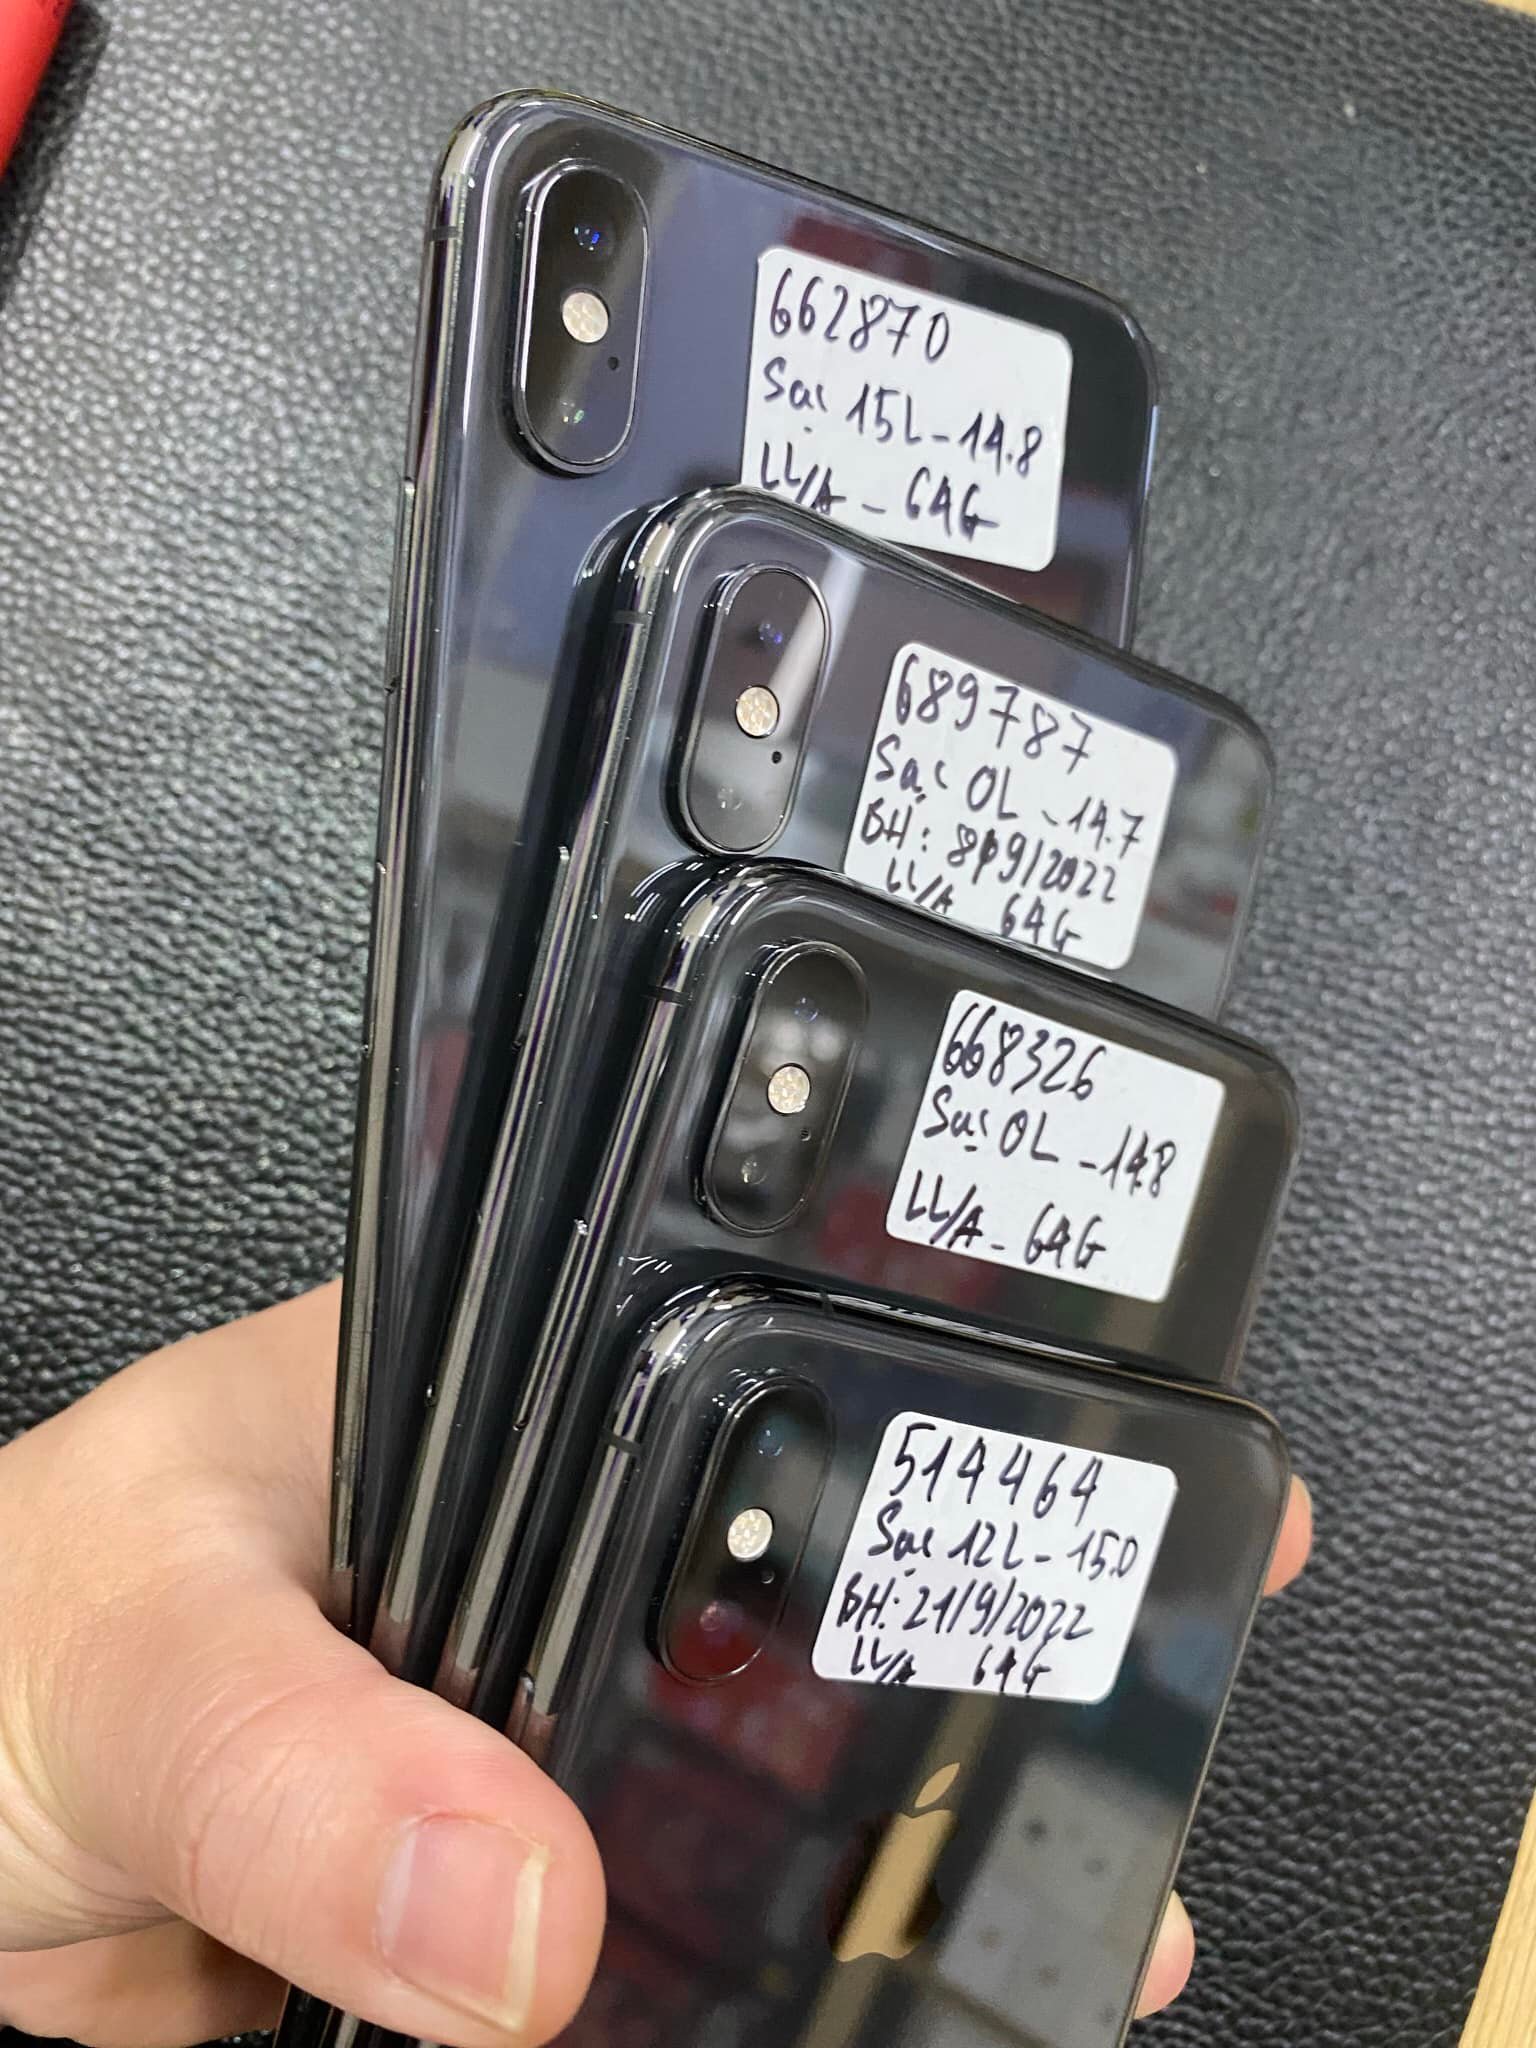 662870
Sạc 15L - 14.8
LL/A - 64G
689787
Sạc 0L - 14.7
BH: 8/9/2022
LL/A 64G
668326
Sạc 0L - 14.8
LL/A - 64G
514464
Sạc 12L - 15.0
BH: 21/9/2022
LL/A 64G